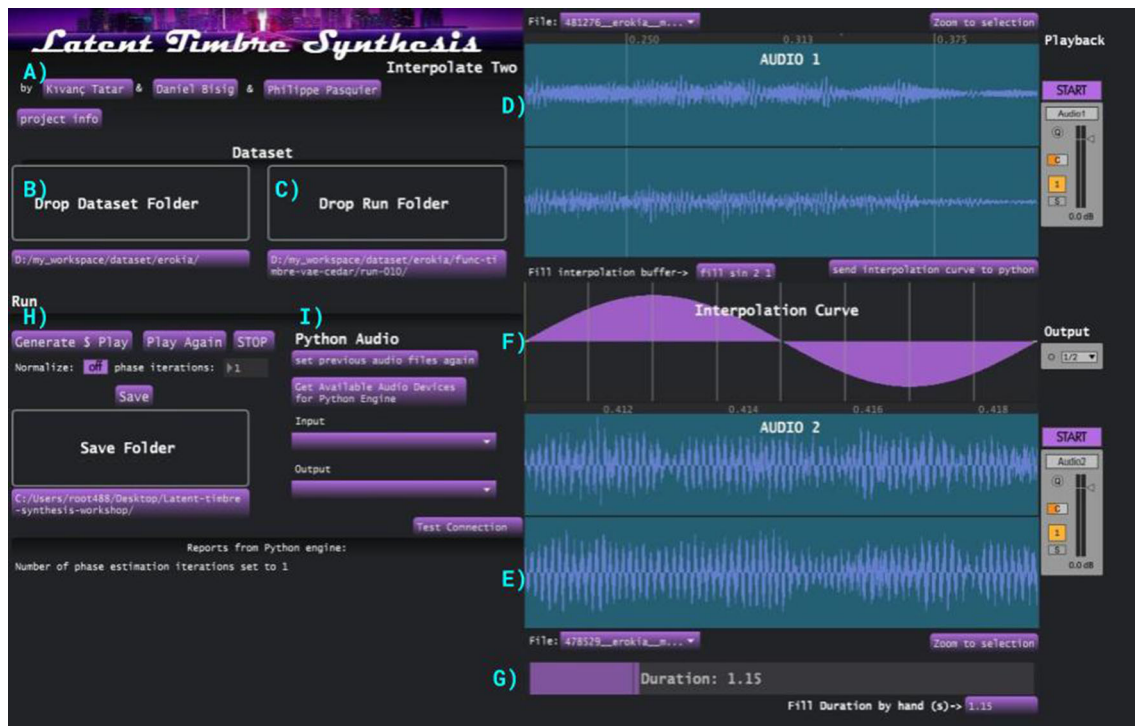 Latent Timbre Synthesis
Interpolate Two
A)
by Kıvanç Tatar & Daniel Bisig & Philippe Pasquier
project info
Dataset
B)
Drop Dataset Folder
C)
Drop Run Folder
D:/my_workspace/dataset/erokia/
D:/my_workspace/dataset/erokia/func-ti
mbre-vae-cedar/run-010/
Run
H)
Generate $ Play Play Again STOP
Normalize: off phase iterations: 1
Save
Save Folder
C:/Users/root488/Desktop/Latent-timbre
-synthesis-workshop/
I)
Python Audio
set previous audio files again
Get Available Audio Devices
for Python Engine
Input
Output
Test Connection
Reports from Python engine:
Number of phase estimation iterations set to 1
File: 481276__erokia__m...
Zoom to selection
0.250 0.313 0.375
AUDIO 1
D)
Fill interpolation buffer-> fill sin 2 1
send interpolation curve to python
Interpolation Curve
F)
0.412 0.414 0.416 0.418
AUDIO 2
E)
File: 478529__erokia__m...
Zoom to selection
G)
Duration: 1.15
Fill Duration by hand (s)-> 1.15
Playback
START
Audio1
Q
C
1
S
0.0 dB
Output
1/2
START
Audio2
Q
C
1
S
0.0 dB